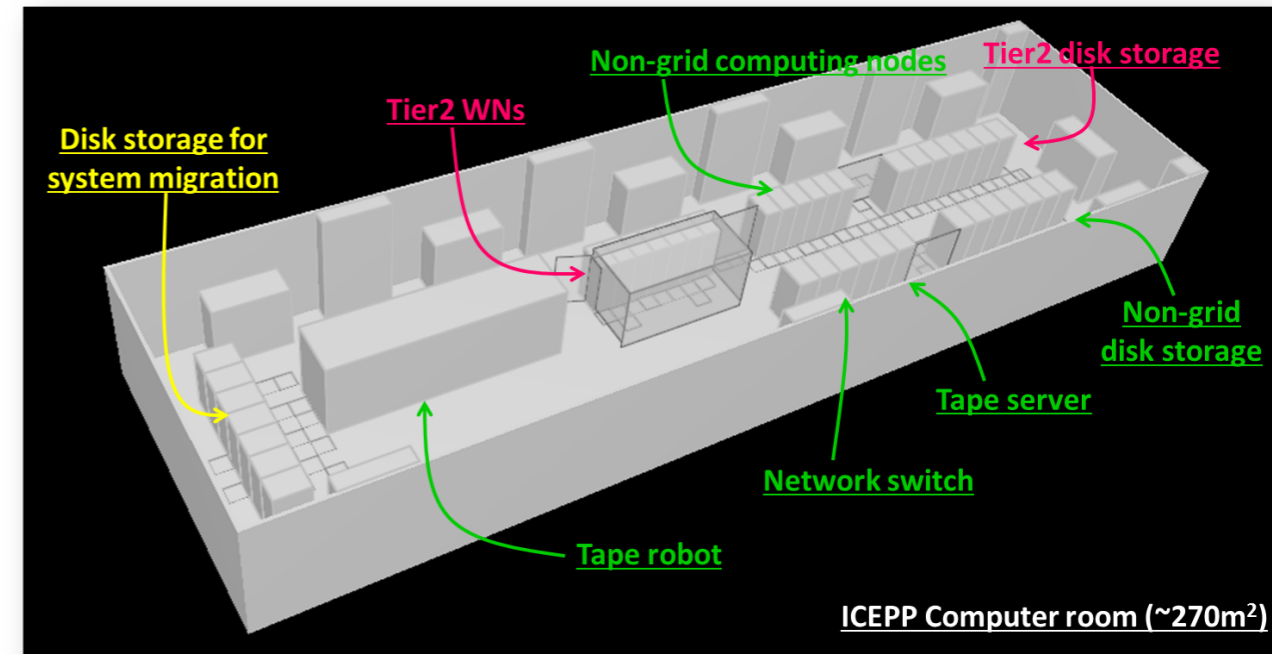 Non-grid computing nodes
Tier2 disk storage
Tier2 WNs
Disk storage for
system migration
Non-grid
disk storage
Tape server
Network switch
Tape robot
ICEPP Computer room (~270m²)